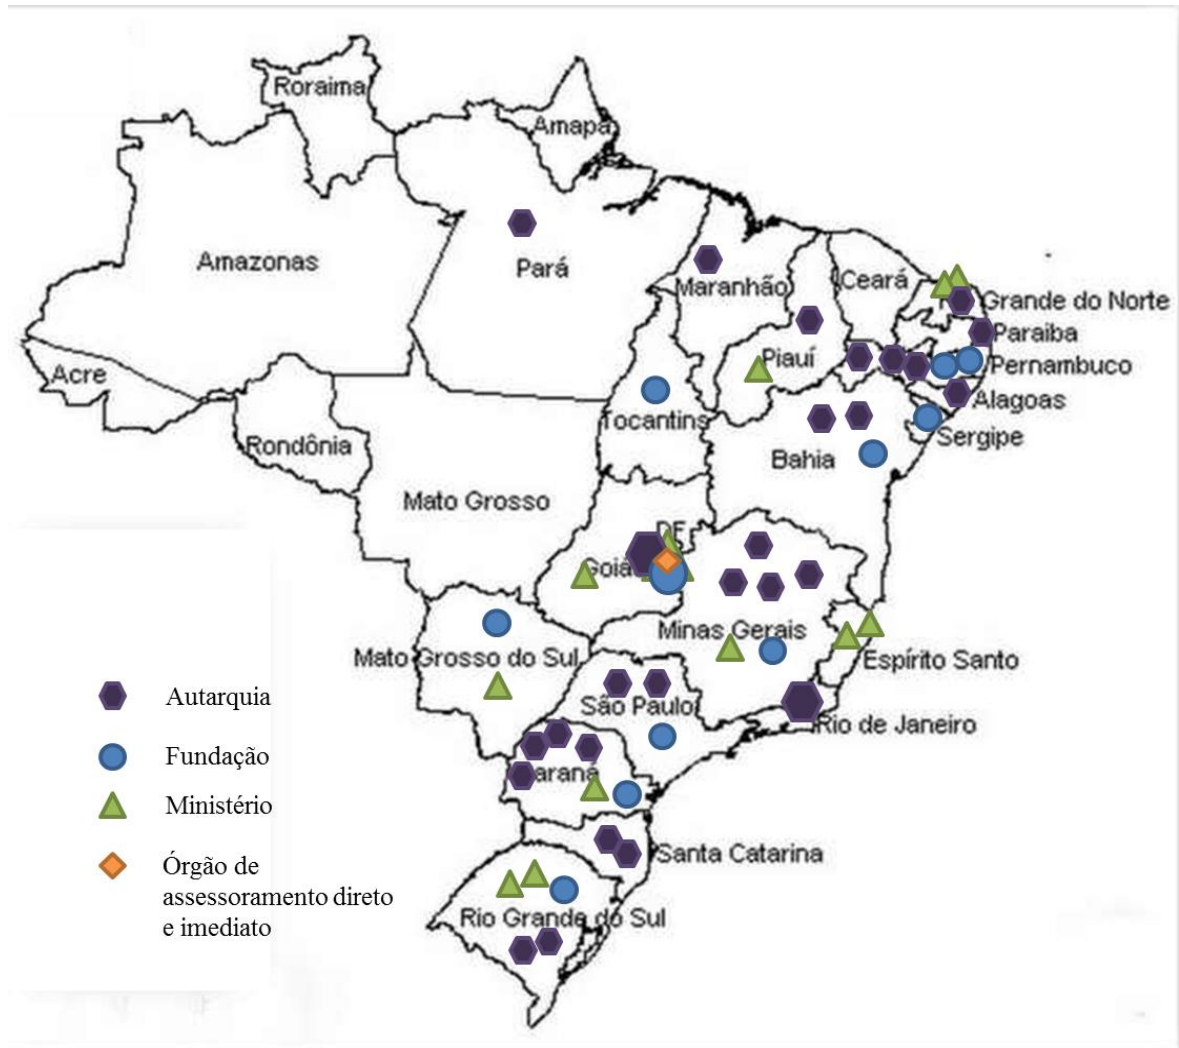 Roraima
Amapá
Amazonas
Pará
Maranhão
Ceará
Grande do Norte
Paraiba
Piauí
Pernambuco
Acre
Alagoas
Tocantins
Sergipe
Rondônia
Bahia
Mato Grosso
DF
Goiá
Minas Gerais
Mato Grosso do Sul
Espírito Santo
São Paulo
Rio de Janeiro
araná
Santa Catarina
Rio Grande do Sul
Autarquia
Fundação
Ministério
Órgão de
assessoramento direto
e imediato